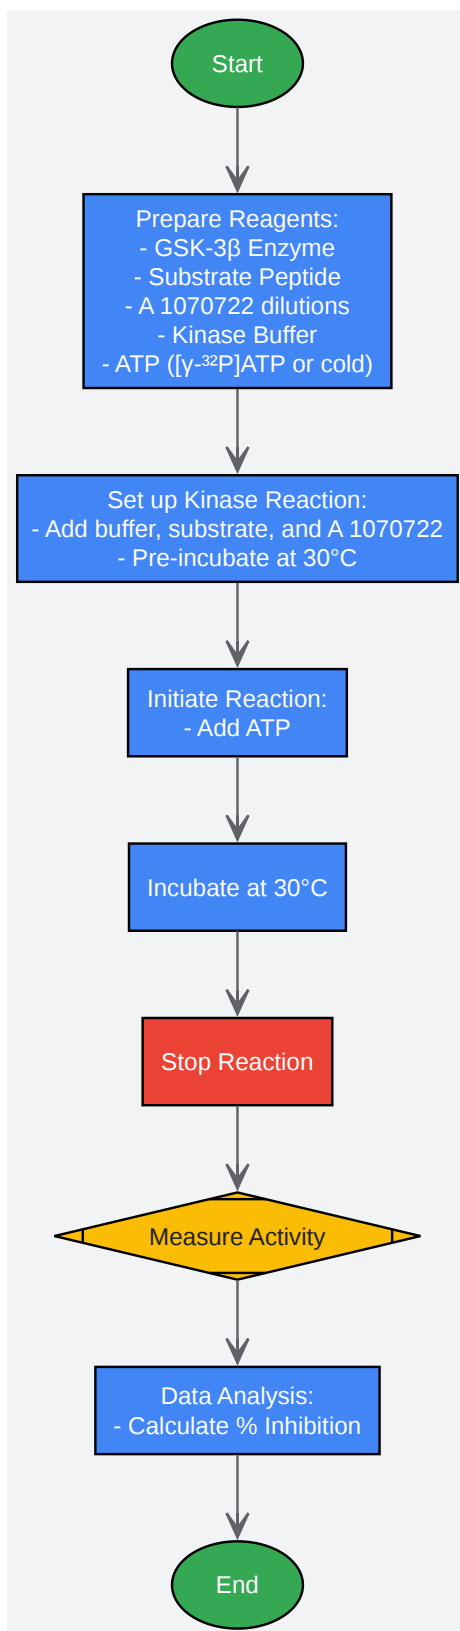 Start
Prepare Reagents:
- GSK-3β Enzyme
- Substrate Peptide
- A 1070722 dilutions
- Kinase Buffer
- ATP ([γ-³²P]ATP or cold)
Set up Kinase Reaction:
- Add buffer, substrate, and A 1070722
- Pre-incubate at 30°C
Initiate Reaction:
- Add ATP
Incubate at 30°C
Stop Reaction
Measure Activity
Data Analysis:
- Calculate % Inhibition
End